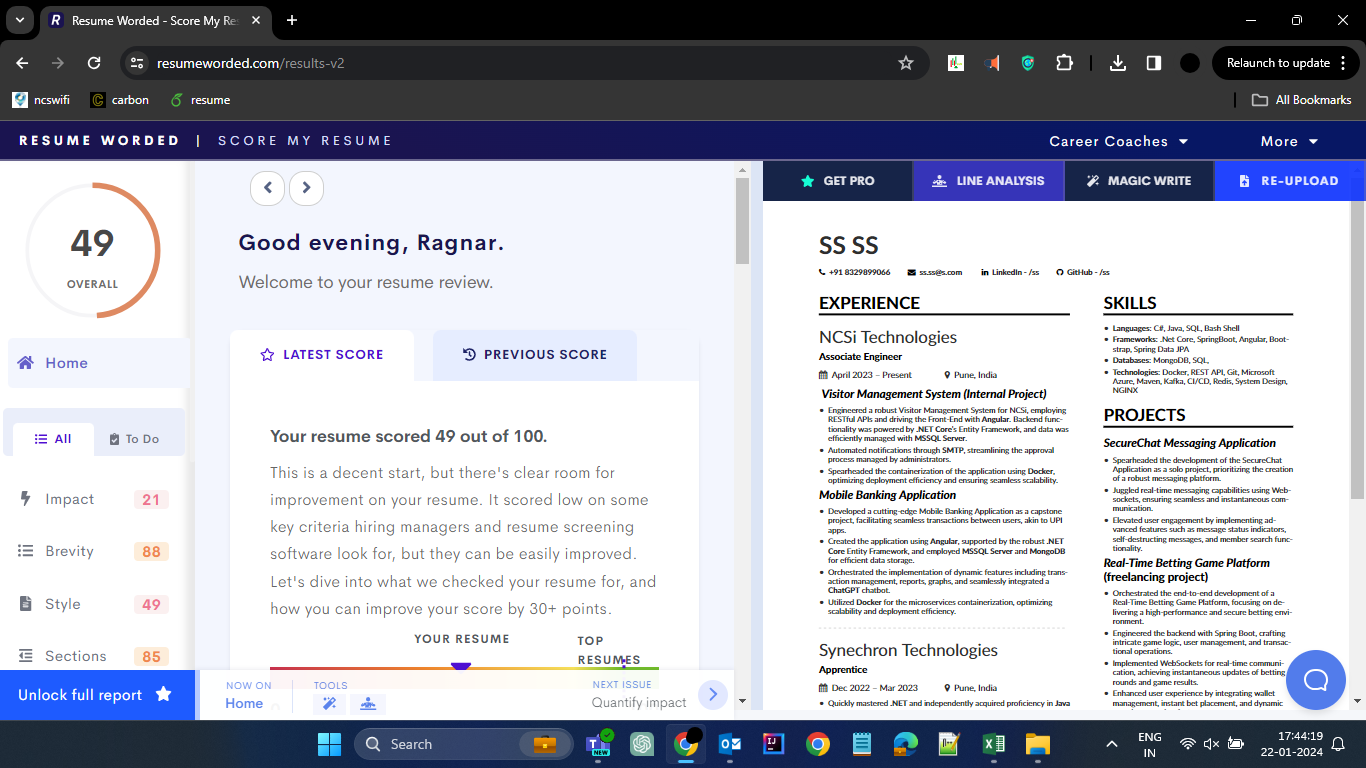 Resume Worded - Score My Re
resumeworded.com/results-v2
Relaunch to update
ncswifi
carbon
resume
All Bookmarks
RESUME WORDED | SCORE MY RESUME
Career Coaches
More
49
OVERALL
Home
All
To Do
Impact 21
Brevity 88
Style 49
Sections 85
Unlock full report
Good evening, Ragnar.
Welcome to your resume review.
LATEST SCORE
PREVIOUS SCORE
Your resume scored 49 out of 100.
This is a decent start, but there's clear room for
improvement on your resume. It scored low on some
key criteria hiring managers and resume screening
software look for, but they can be easily improved.
Let's dive into what we checked your resume for, and
how you can improve your score by 30+ points.
YOUR RESUME
TOP
RESUMES
NOW ON
Home
TOOLS
NEXT ISSUE
Quantify impact
GET PRO
LINE ANALYSIS
MAGIC WRITE
RE-UPLOAD
SS SS
+91 8329899066
ss.ss@s.com
LinkedIn - /ss
GitHub - /ss
EXPERIENCE
NCSi Technologies
Associate Engineer
April 2023 – Present
Pune, India
Visitor Management System (Internal Project)
• Engineered a robust Visitor Management System for NCSi, employing
RESTful APIs and driving the Front-End with Angular. Backend func-
tionality was powered by .NET Core's Entity Framework, and data was
efficiently managed with MSSQL Server.
• Automated notifications through SMTP, streamlining the approval
process managed by administrators.
• Spearheaded the containerization of the application using Docker,
optimizing deployment efficiency and ensuring seamless scalability.
Mobile Banking Application
• Developed a cutting-edge Mobile Banking Application as a capstone
project, facilitating seamless transactions between users, akin to UPI
apps.
• Created the application using Angular, supported by the robust .NET
Core Entity Framework, and employed MSSQL Server and MongoDB
for efficient data storage.
• Orchestrated the implementation of dynamic features including trans-
action management, reports, graphs, and seamlessly integrated a
ChatGPT chatbot.
• Utilized Docker for the microservices containerization, optimizing
scalability and deployment efficiency.
Synechron Technologies
Apprentice
Dec 2022 – Mar 2023
Pune, India
• Quickly mastered .NET and independently acquired proficiency in Java
SKILLS
• Languages: C#, Java, SQL, Bash Shell
• Frameworks: .Net Core, SpringBoot, Angular, Boot-
strap, Spring Data JPA
• Databases: MongoDB, SQL,
• Technologies: Docker, REST API, Git, Microsoft
Azure, Maven, Kafka, CI/CD, Redis, System Design,
NGINX
PROJECTS
SecureChat Messaging Application
• Spearheaded the development of the SecureChat
Application as a solo project, prioritizing the creation
of a robust messaging platform.
• Juggled real-time messaging capabilities using Web-
sockets, ensuring seamless and instantaneous com-
munication.
• Elevated user engagement by implementing ad-
vanced features such as message status indicators,
self-destructing messages, and member search func-
tionality.
Real-Time Betting Game Platform
(freelancing project)
• Orchestrated the end-to-end development of a
Real-Time Betting Game Platform, focusing on de-
livering a high-performance and secure betting envi-
ronment.
• Engineered the backend with Spring Boot, crafting
intricate game logic, user management, and transac-
tional operations.
• Implemented WebSockets for real-time communi-
cation, achieving instantaneous updates of betting
rounds and game results.
• Enhanced user experience by integrating wallet
management, instant bet placement, and dynamic
Search
NEW
ENG
IN
17:44:19
22-01-2024